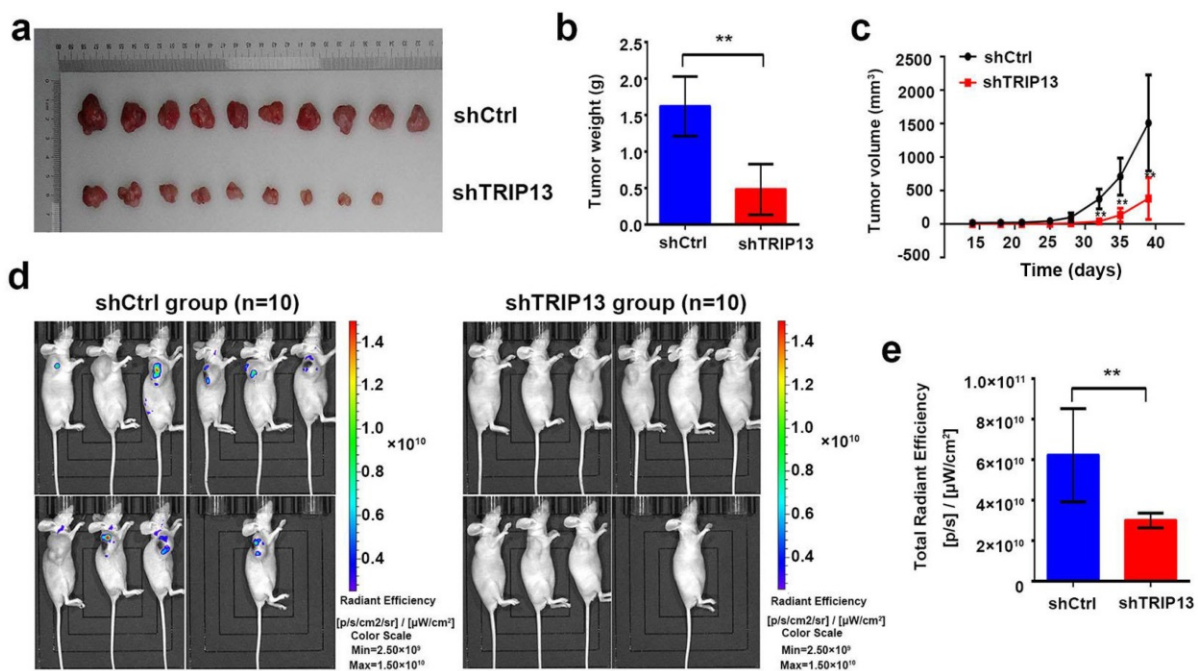 a
shCtrl
shTRIP13
b
**
2.5
2.0
1.5
1.0
0.5
0.0
Tumor weight (g)
shCtrl
shTRIP13
c
shCtrl
shTRIP13
2500
1500
1000
500
0
-500
Tumor volume (mm³)
**
**
**
15
20
25
30
35
40
Time (days)
d
shCtrl group (n=10)
1.4
1.2
1.0
×10¹⁰
0.8
0.6
0.4
Radiant Efficiency
[p/s/cm2/sr] / [µW/cm²]
Color Scale
Min=2.50×10⁹
Max=1.50×10¹⁰
shTRIP13 group (n=10)
1.4
1.2
1.0
×10¹⁰
0.8
0.6
0.4
Radiant Efficiency
[p/s/cm2/sr] / [µW/cm²]
Color Scale
Min=2.50×10⁹
Max=1.50×10¹⁰
e
**
1.0×10¹¹
8×10¹⁰
6×10¹⁰
4×10¹⁰
2×10¹⁰
0
Total Radiant Efficiency
[p/s] / [µW/cm²]
shCtrl
shTRIP13